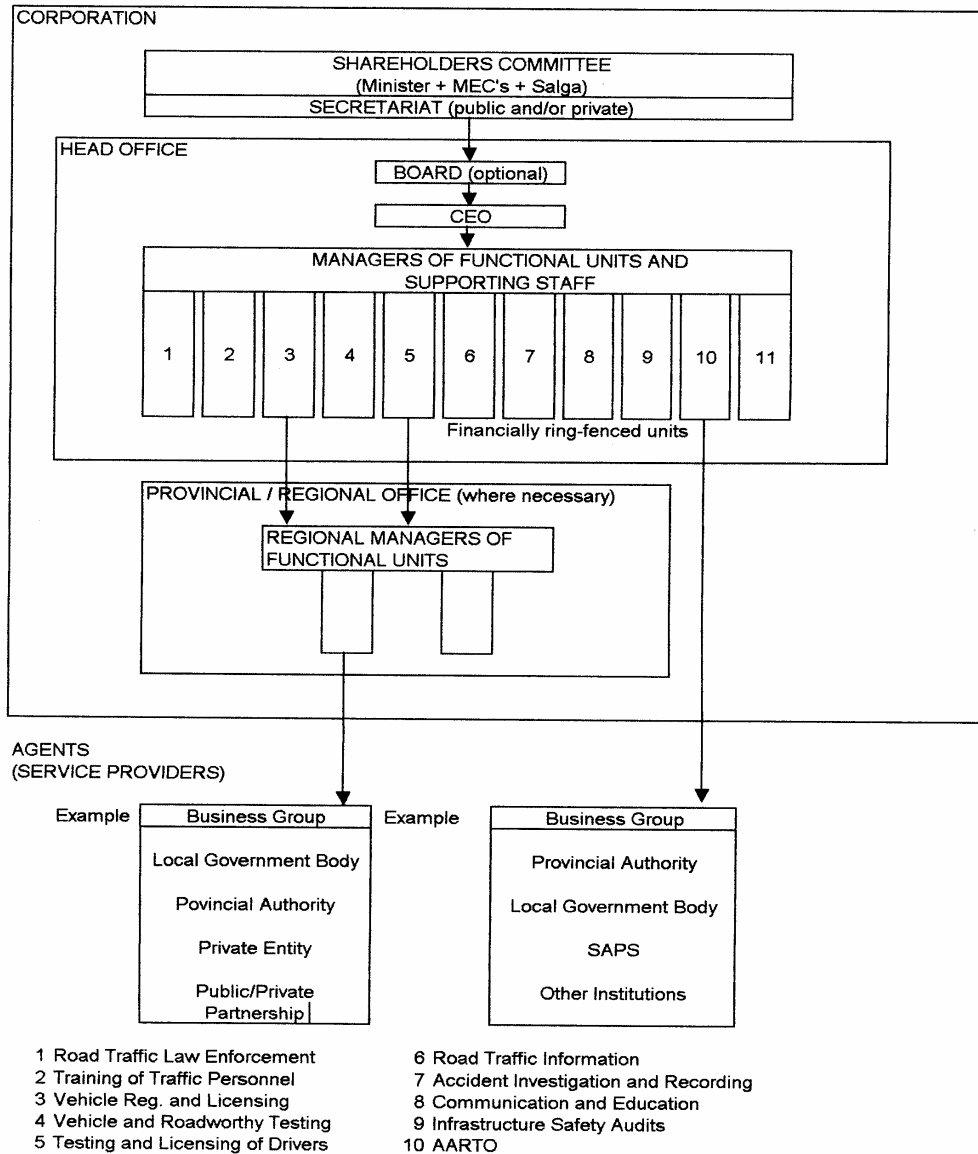 CORPORATION
SHAREHOLDERS COMMITTEE
(Minister + MEC's + Salga)
SECRETARIAT (public and/or private)
HEAD OFFICE
BOARD (optional)
CEO
MANAGERS OF FUNCTIONAL UNITS AND
SUPPORTING STAFF
1 2 3 4 5 6 7 8 9 10 11
Financially ring-fenced units
PROVINCIAL / REGIONAL OFFICE (where necessary)
REGIONAL MANAGERS OF
FUNCTIONAL UNITS
AGENTS
(SERVICE PROVIDERS)
Example
Business Group
Local Government Body
Povincial Authority
Private Entity
Public/Private
Partnership
Example
Business Group
Provincial Authority
Local Government Body
SAPS
Other Institutions
1 Road Traffic Law Enforcement
2 Training of Traffic Personnel
3 Vehicle Reg. and Licensing
4 Vehicle and Roadworthy Testing
5 Testing and Licensing of Drivers
6 Road Traffic Information
7 Accident Investigation and Recording
8 Communication and Education
9 Infrastructure Safety Audits
10 AARTO